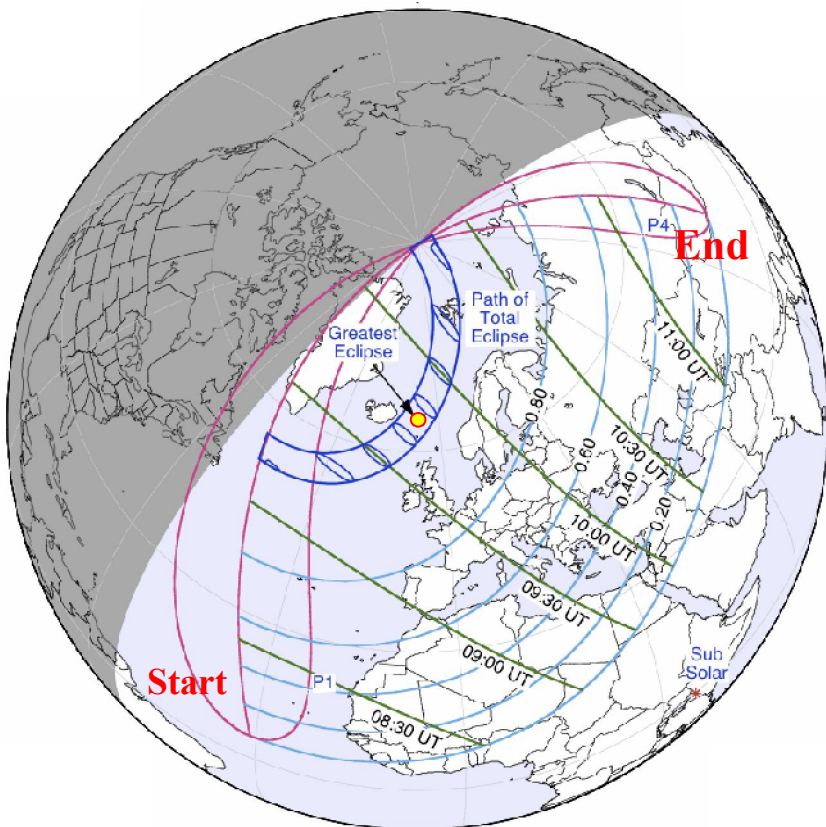 P4
End
Path of
Total
Eclipse
Greatest
Eclipse
11:00 UT
0.80
10:30 UT
0.60
0.40
0.20
10:00 UT
09:30 UT
09:00 UT
Sub
Solar
Start
P1
08:30 UT